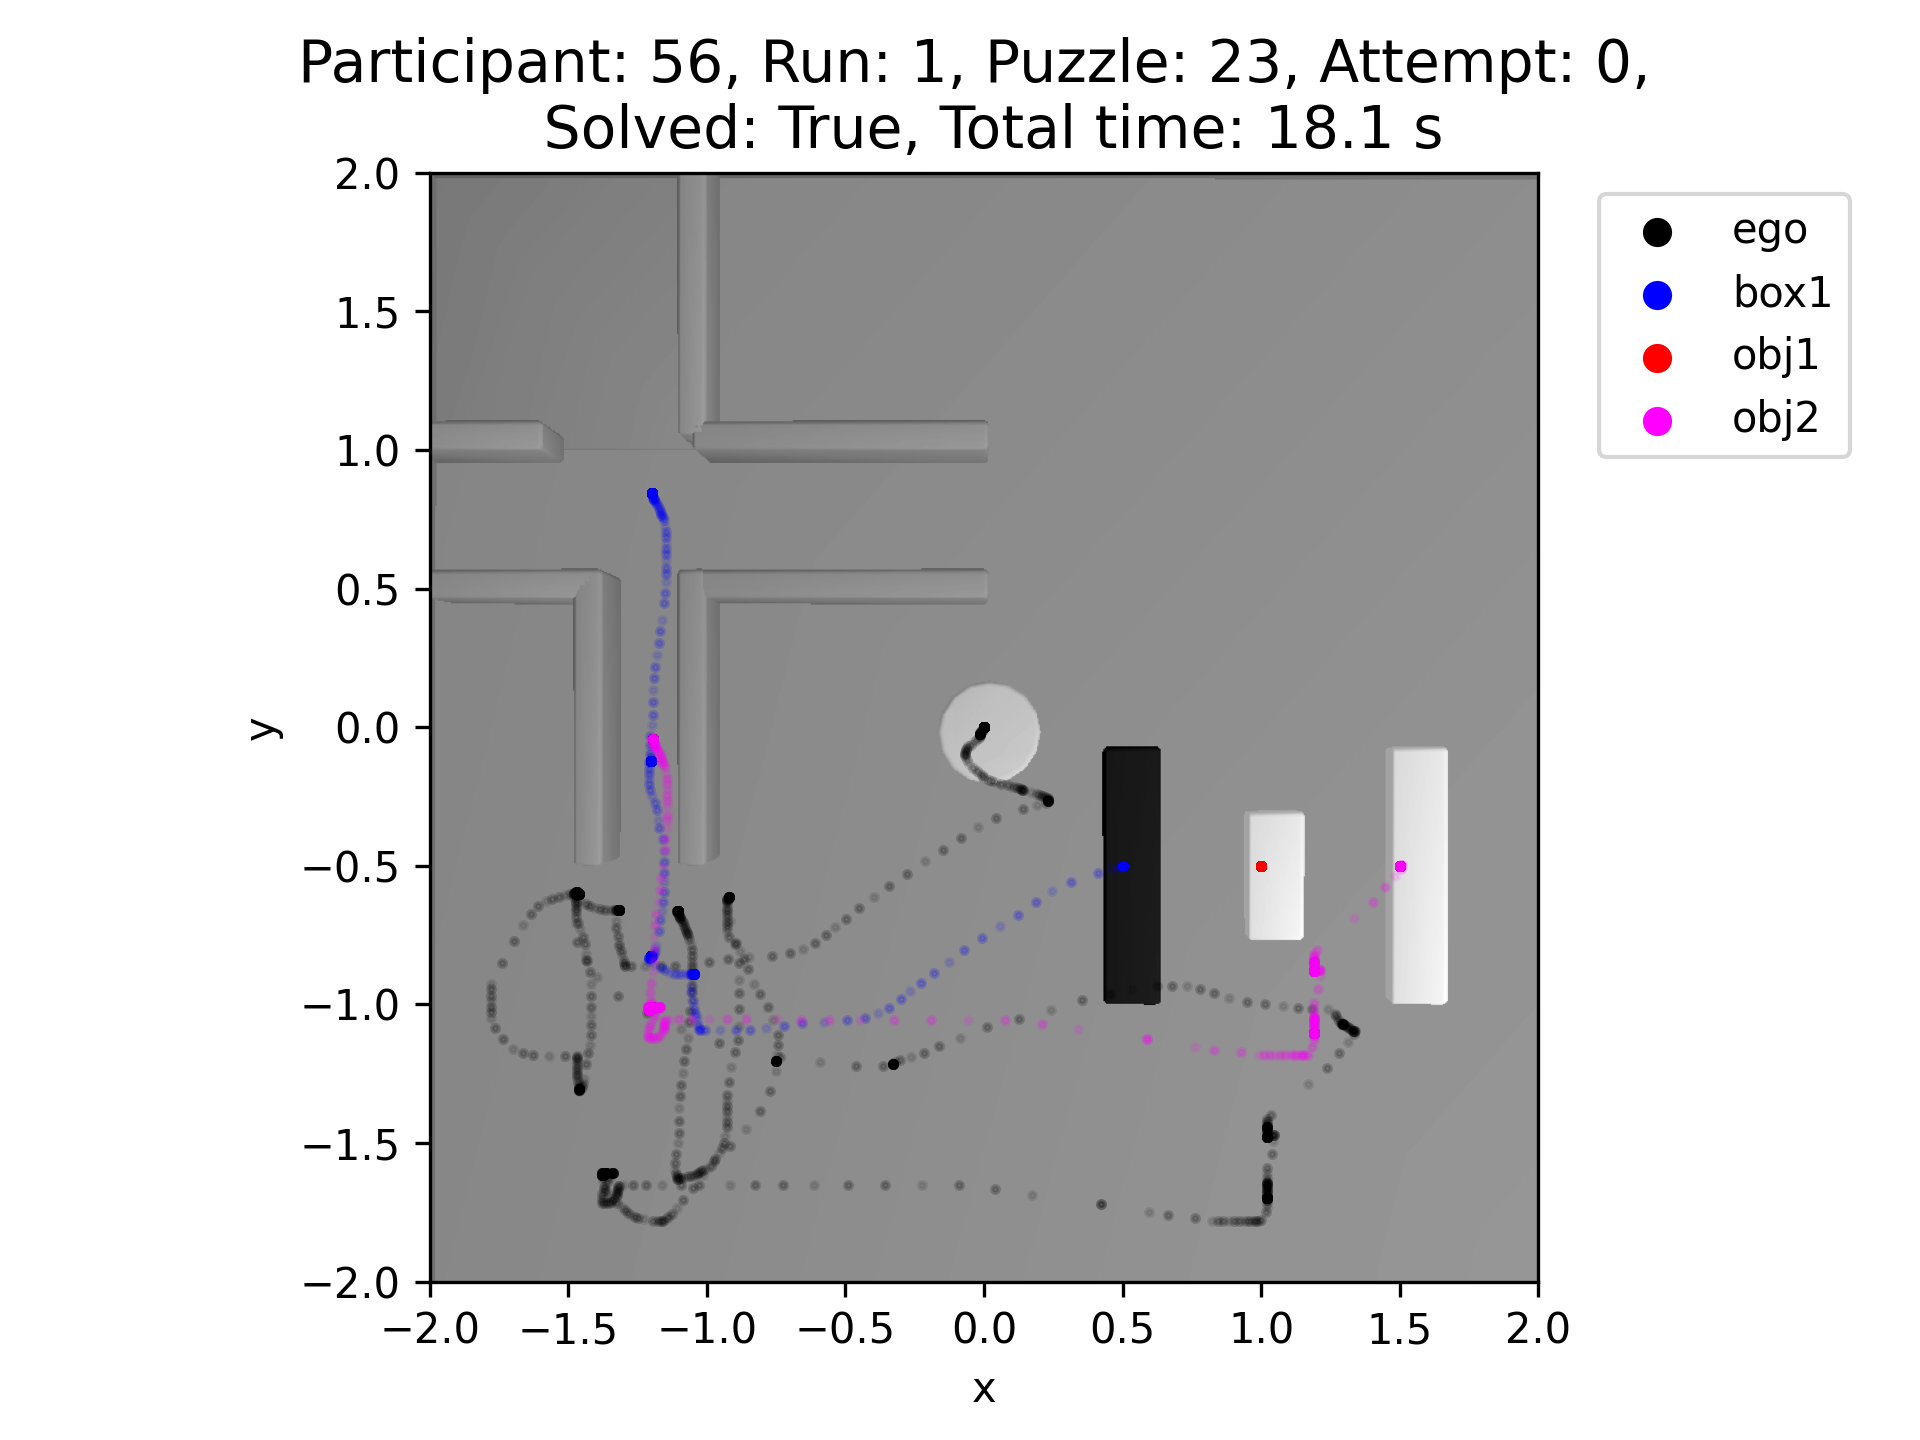 Participant: 56, Run: 1, Puzzle: 23, Attempt: 0,
Solved: True, Total time: 18.1 s
ego
box1
obj1
obj2
2.0
1.5
1.0
0.5
0.0
−0.5
−1.0
−1.5
−2.0
y
−2.0 −1.5 −1.0 −0.5 0.0 0.5 1.0 1.5 2.0
x